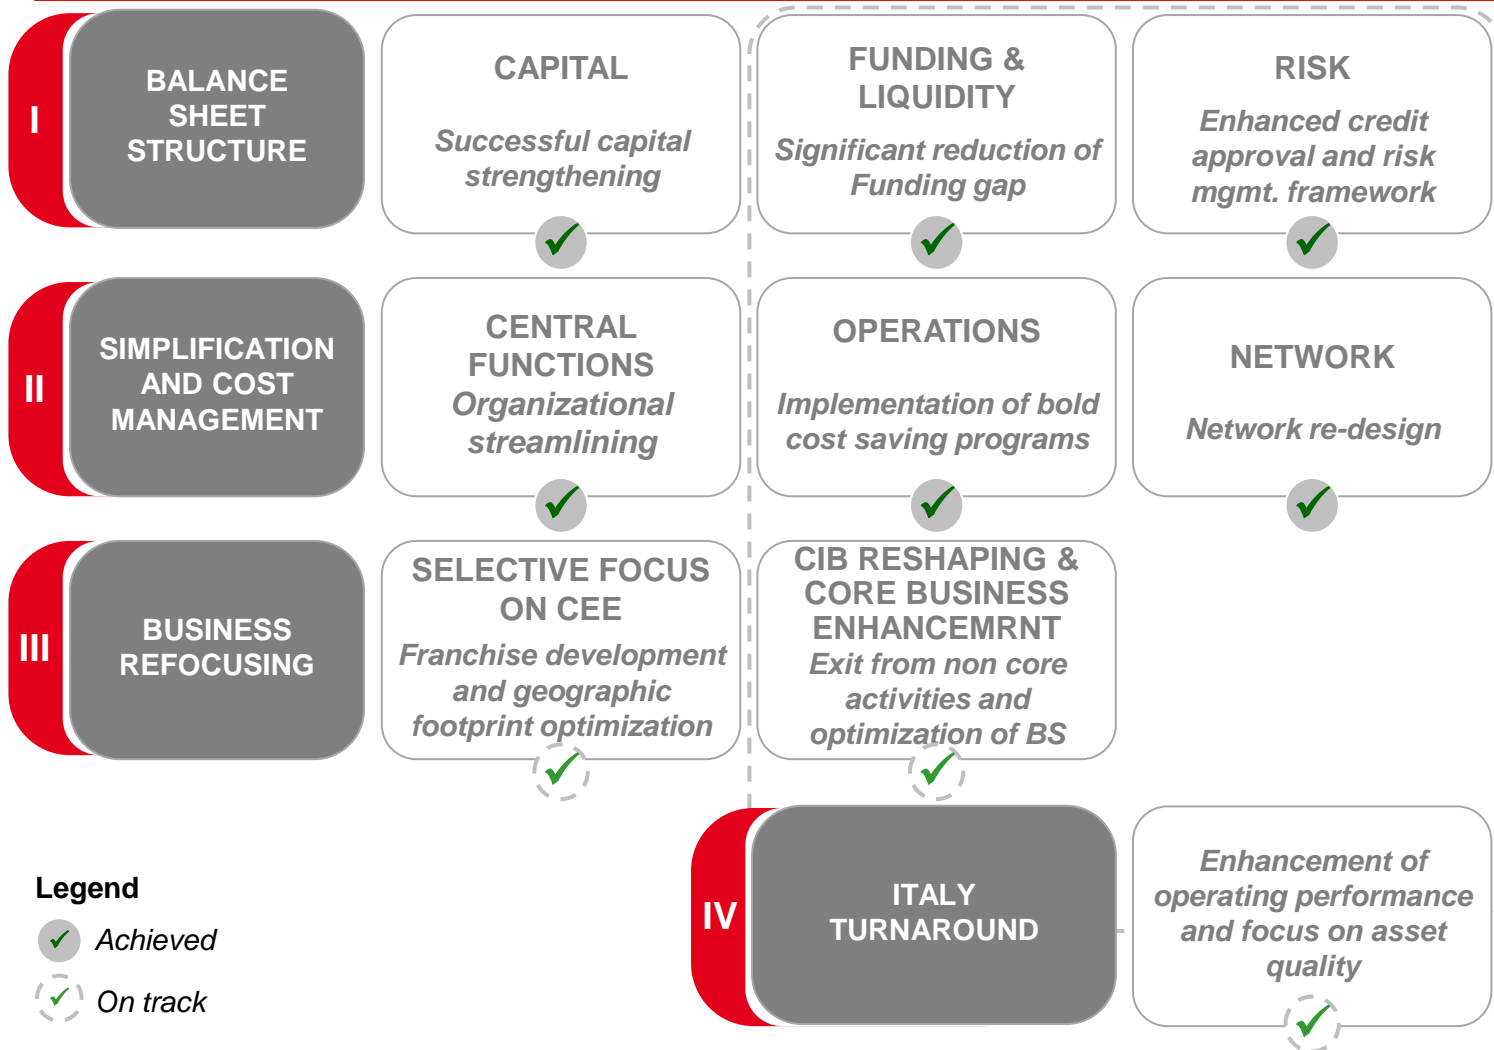 I
BALANCE
SHEET
STRUCTURE
CAPITAL
Successful capital
strengthening
FUNDING &
LIQUIDITY
Significant reduction of
Funding gap
RISK
Enhanced credit
approval and risk
mgmt. framework
II
SIMPLIFICATION
AND COST
MANAGEMENT
CENTRAL
FUNCTIONS
Organizational
streamlining
OPERATIONS
Implementation of bold
cost saving programs
NETWORK
Network re-design
III
BUSINESS
REFOCUSING
SELECTIVE FOCUS
ON CEE
Franchise development
and geographic
footprint optimization
CIB RESHAPING &
CORE BUSINESS
ENHANCEMRNT
Exit from non core
activities and
optimization of BS
IV
ITALY
TURNAROUND
Enhancement of
operating performance
and focus on asset
quality
Legend
Achieved
On track